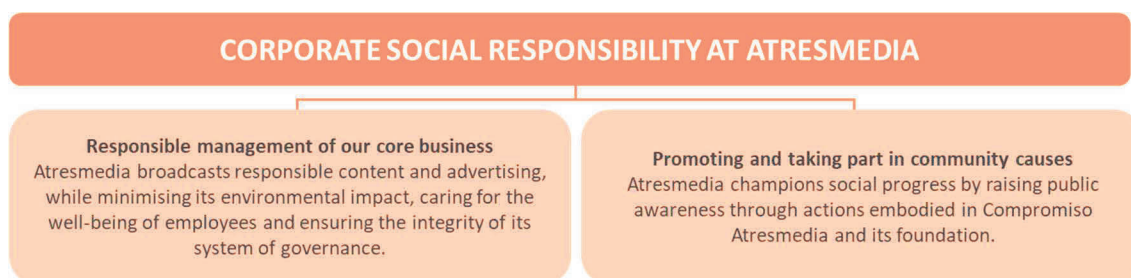 CORPORATE SOCIAL RESPONSIBILITY AT ATRESMEDIA
Responsible management of our core business
Atresmedia broadcasts responsible content and advertising,
while minimising its environmental impact, caring for the
well-being of employees and ensuring the integrity of its
system of governance.
Promoting and taking part in community causes
Atresmedia champions social progress by raising public
awareness through actions embodied in Compromiso
Atresmedia and its foundation.